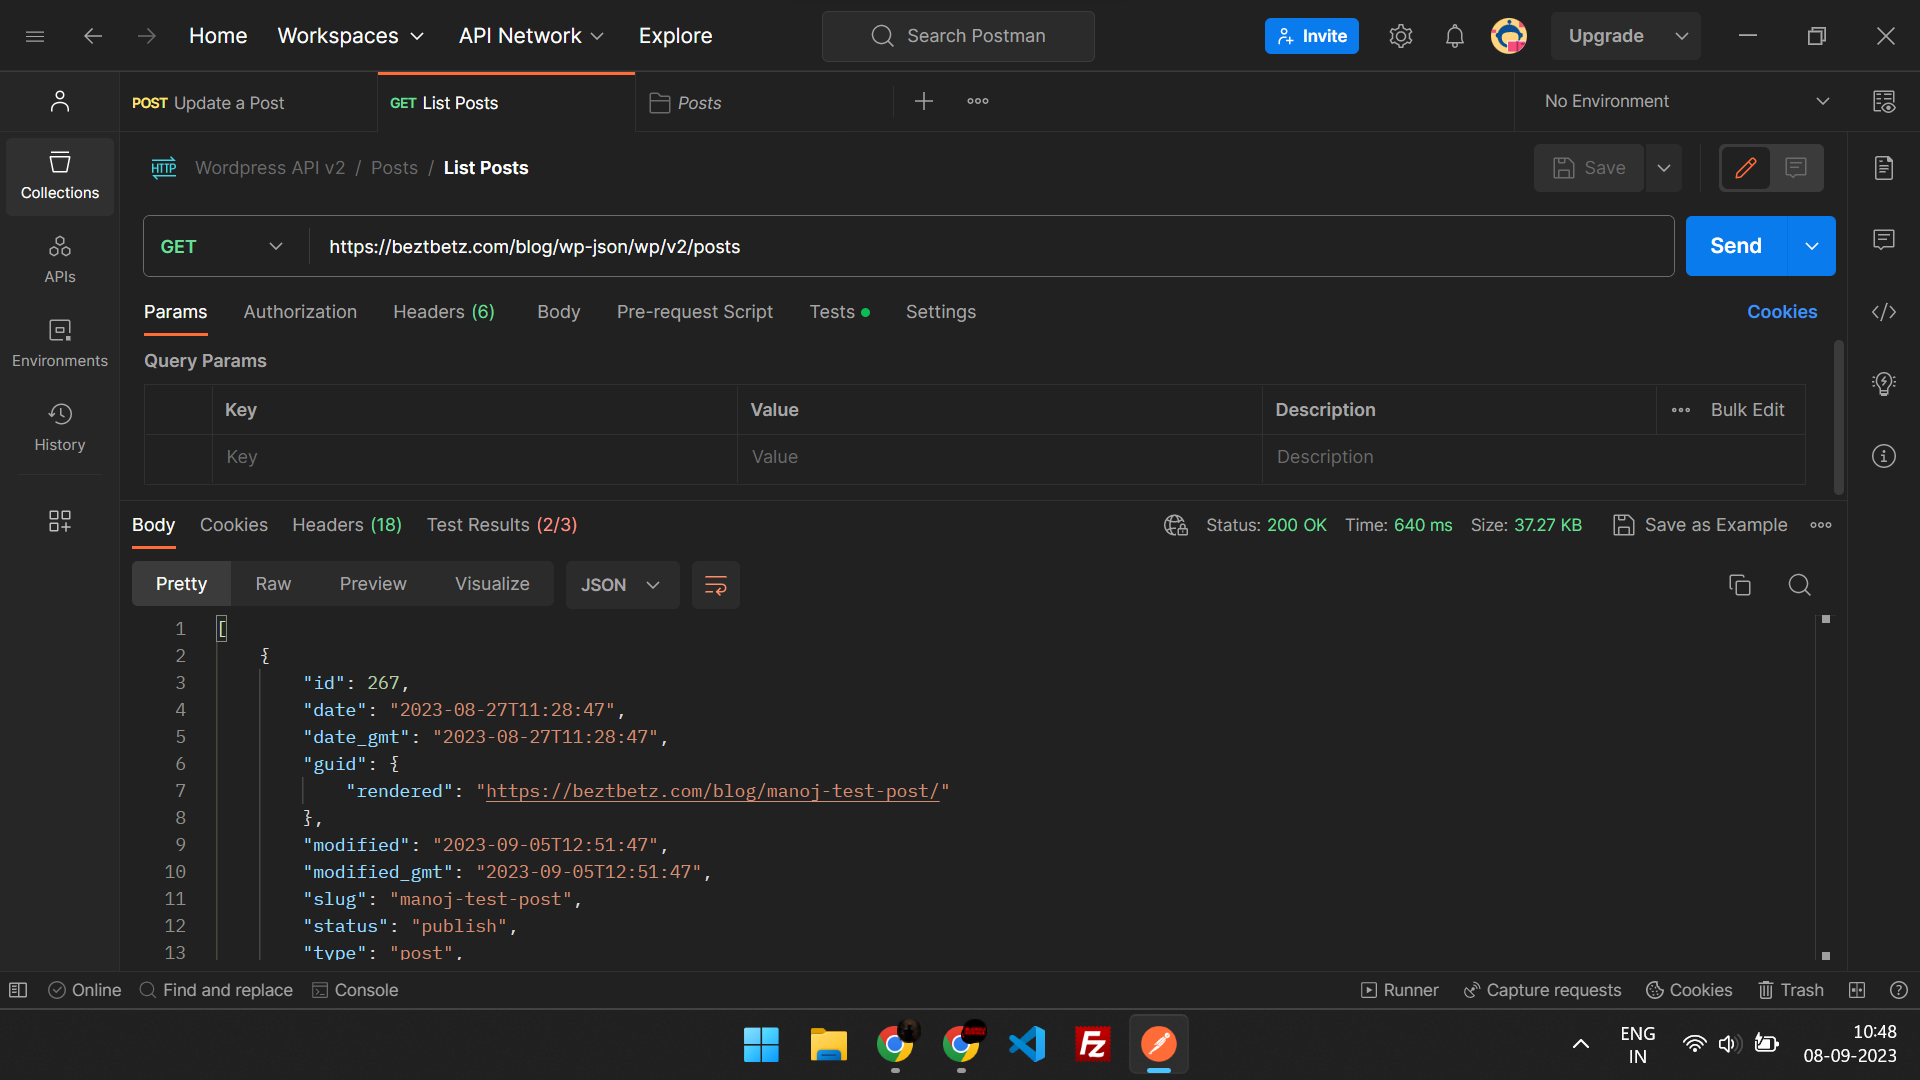 Home Workspaces API Network Explore Search Postman Invite Upgrade
POST Update a Post GET List Posts Posts No Environment
HTTP Wordpress API v2 / Posts / List Posts Save
Collections
GET https://beztbetz.com/blog/wp-json/wp/v2/posts Send
APIs
Params Authorization Headers (6) Body Pre-request Script Tests Settings Cookies
Environments
Query Params
Key Value Description Bulk Edit
History
Key Value Description
Body Cookies Headers (18) Test Results (2/3) Status: 200 OK Time: 640 ms Size: 37.27 KB Save as Example
Pretty Raw Preview Visualize JSON
1 [
2 {
3 "id": 267,
4 "date": "2023-08-27T11:28:47",
5 "date_gmt": "2023-08-27T11:28:47",
6 "guid": {
7 "rendered": "https://beztbetz.com/blog/manoj-test-post/"
8 },
9 "modified": "2023-09-05T12:51:47",
10 "modified_gmt": "2023-09-05T12:51:47",
11 "slug": "manoj-test-post",
12 "status": "publish",
13 "type": "post",
Online Find and replace Console Runner Capture requests Cookies Trash
Fz
ENG
IN
10:48
08-09-2023